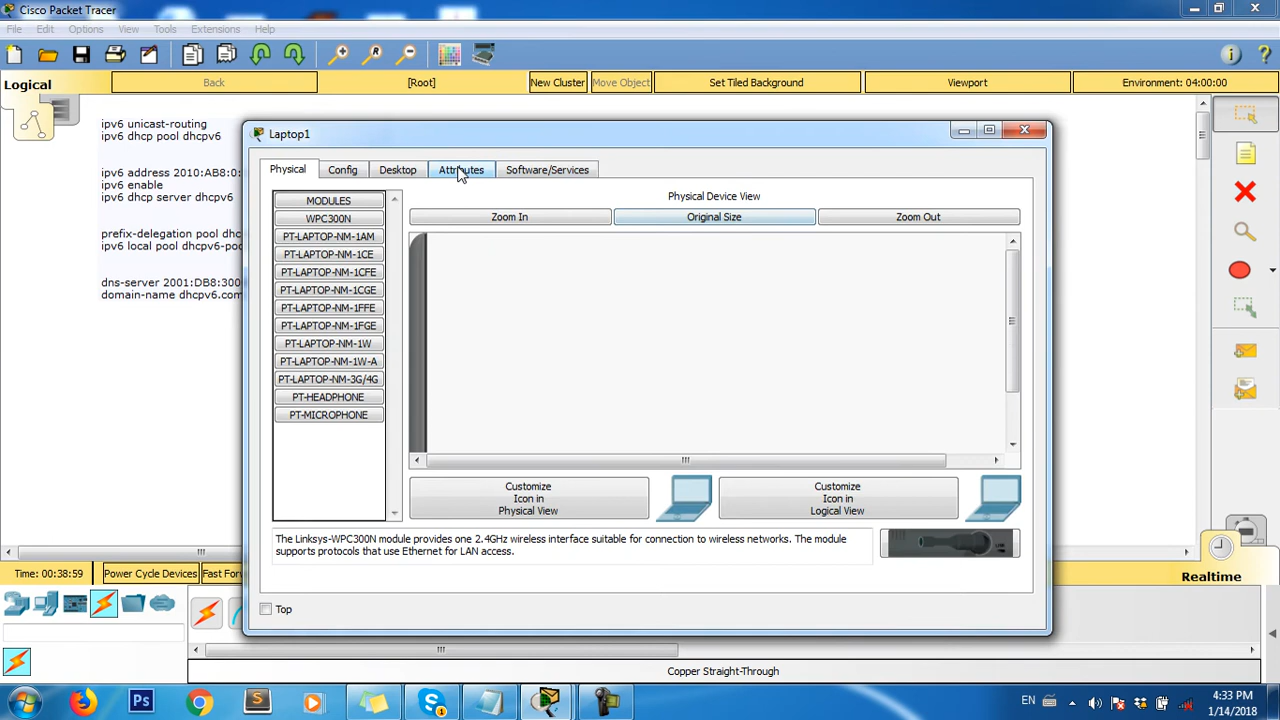 Cisco Packet Tracer
File Edit Options View Tools Extensions Help
Logical Back [Root] New Cluster Move Object Set Tiled Background Viewport Environment: 04:00:00
ipv6 unicast-routing
ipv6 dhcp pool dhcpv6
ipv6 address 2010:AB8:0:
ipv6 enable
ipv6 dhcp server dhcpv6
prefix-delegation pool dh
ipv6 local pool dhcpv6-po
dns-server 2001:DB8:300
domain-name dhcpv6.com
Laptop1
Physical Config Desktop Attributes Software/Services
MODULES
WPC300N
PT-LAPTOP-NM-1AM
PT-LAPTOP-NM-1CE
PT-LAPTOP-NM-1CFE
PT-LAPTOP-NM-1CGE
PT-LAPTOP-NM-1FFE
PT-LAPTOP-NM-1FGE
PT-LAPTOP-NM-1W
PT-LAPTOP-NM-1W-A
PT-LAPTOP-NM-3G/4G
PT-HEADPHONE
PT-MICROPHONE
Physical Device View
Zoom In Original Size Zoom Out
Customize
Icon in
Physical View
Customize
Icon in
Logical View
The Linksys-WPC300N module provides one 2.4GHz wireless interface suitable for connection to wireless networks. The module
supports protocols that use Ethernet for LAN access.
Top
Time: 00:38:59 Power Cycle Devices Fast Forw
Realtime
Copper Straight-Through
EN
4:33 PM
1/14/2018